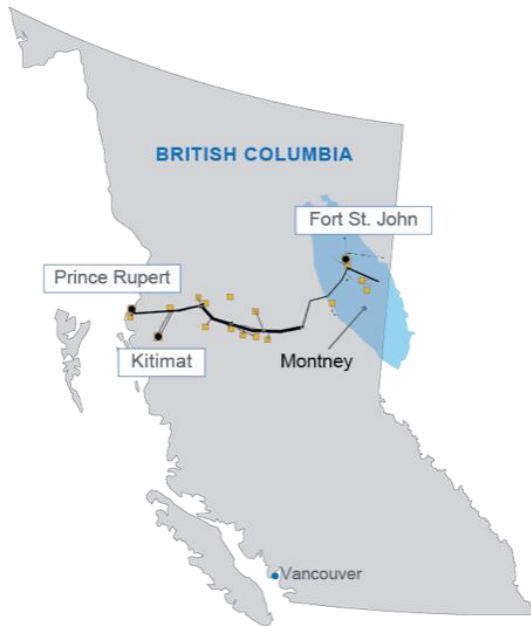 BRITISH COLUMBIA
Fort St. John
Prince Rupert
Kitimat
Montney
Vancouver